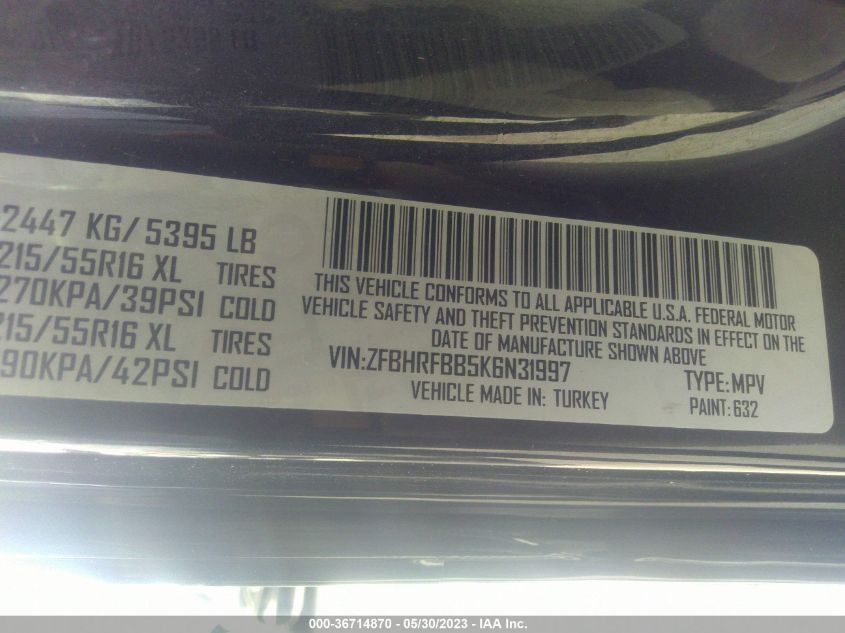 2447 KG/ 5395 LB
215/55R16 XL TIRES
270KPA/39PSI COLD
215/55R16 XL TIRES
90KPA/42PSI COLD
THIS VEHICLE CONFORMS TO ALL APPLICABLE U.S.A. FEDERAL MOTOR
VEHICLE SAFETY AND THEFT PREVENTION STANDARDS IN EFFECT ON THE
DATE OF MANUFACTURE SHOWN ABOVE
VIN:ZFBHRFBB5K6N31997 TYPE:MPV
VEHICLE MADE IN: TURKEY PAINT:632
000-36714870 - 05/30/2023 - IAA Inc.